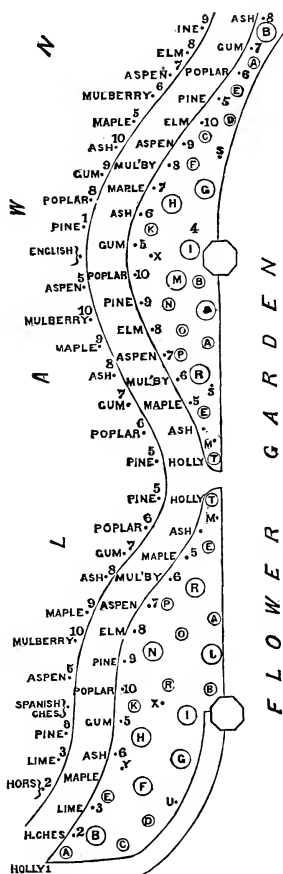 N
W
A
L
FLOWER GARDEN
ASH 8
PINE 9
B
GUM 7
ELM 8
A
ASPEN 7
POPLAR 6
E
MULBERRY 6
PINE 5
D
MAPLE 5
ELM 10
C
S
ASH 10
ASPEN 9
GUM 9
MUL'BY 8
F
POPLAR 8
MAPLE 7
G
H
PINE 1
ASH 6
K
4
ENGLISH}
GUM 5
X
I
ASPEN 5
POPLAR 10
M
B
MULBERRY 10
PINE 9
N
MAPLE 9
ELM 8
O
A
ASH 8
ASPEN 7
P
GUM 7
MUL'BY 6
R
S
MAPLE 5
E
POPLAR 6
ASH
M
PINE 5
HOLLY
T
PINE 5
HOLLY
T
POPLAR 6
ASH
M
GUM 7
MAPLE 5
E
ASH 8
MUL'BY 6
R
MAPLE 9
ASPEN 7
P
A
MULBERRY 10
ELM 8
O
ASPEN 5
PINE 9
N
L
POPLAR 10
R
B
SPANISH
CHES.}
GUM 5
K
X
I
PINE 8
ASH 6
H
LIME 3
MAPLE
Y
G
HORS} 2
E
F
LIME 3
U
H.CHES 2
B
D
HOLLY 1
A
C